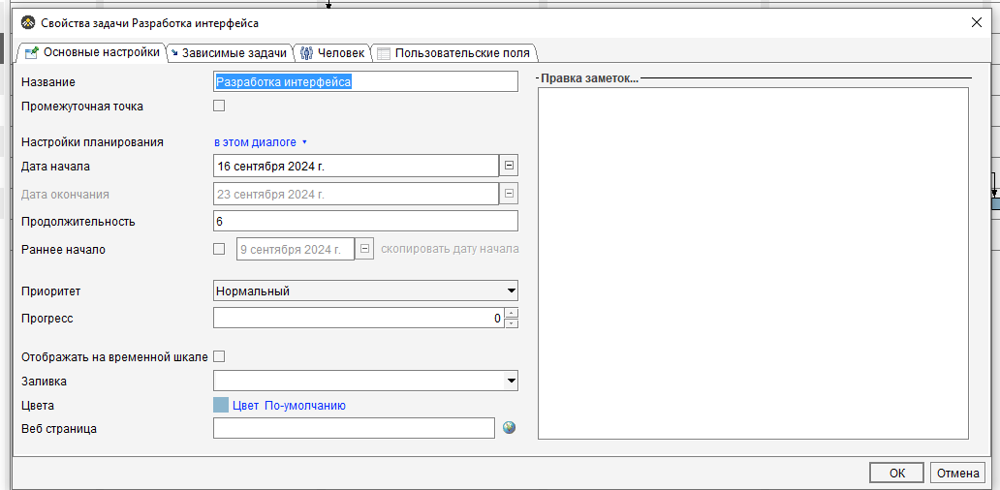 Свойства задачи Разработка интерфейса
Основные настройки Зависимые задачи Человек Пользовательские поля
Название Разработка интерфейса
Промежуточная точка
Настройки планирования в этом диалоге
Дата начала 16 сентября 2024 г.
Дата окончания 23 сентября 2024 г.
Продолжительность 6
Раннее начало 9 сентября 2024 г. скопировать дату начала
Приоритет Нормальный
Прогресс 0
Отображать на временной шкале
Заливка
Цвета Цвет По-умолчанию
Веб страница
Правка заметок...
ОК Отмена